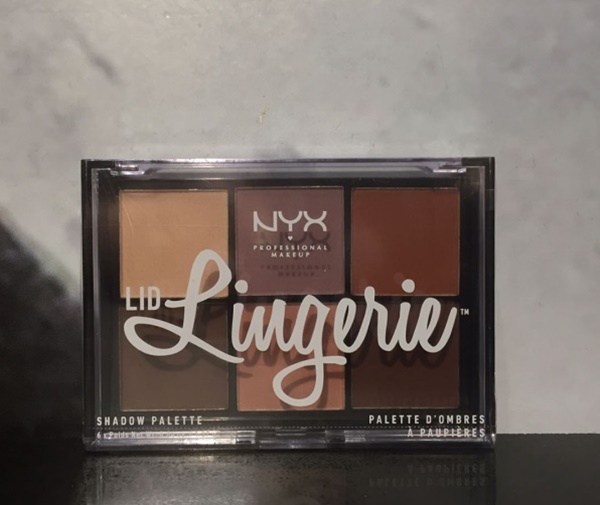 NYX
PROFESSIONAL
MAKEUP
LID Lingerie™
SHADOW PALETTE
PALETTE D'OMBRES
À PAUPIÈRES